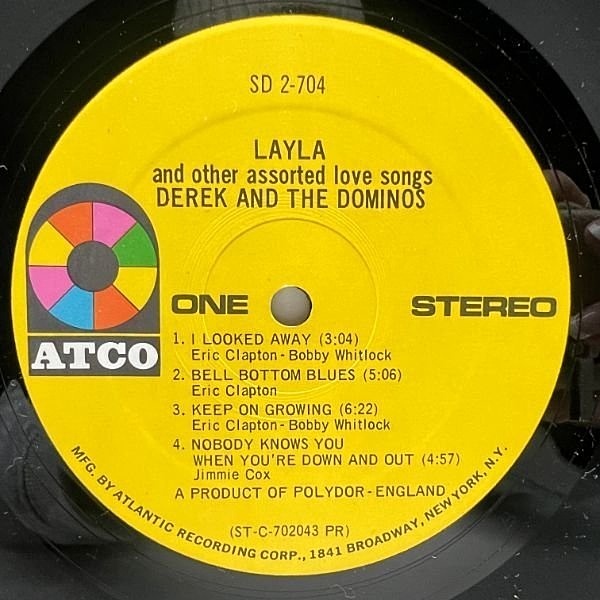 SD 2-704
LAYLA
and other assorted love songs
DEREK AND THE DOMINOS
ATCO
ONE
STEREO
1. I LOOKED AWAY (3:04)
Eric Clapton-Bobby Whitlock
2. BELL BOTTOM BLUES (5:06)
Eric Clapton
3. KEEP ON GROWING (6:22)
Eric Clapton-Bobby Whitlock
4. NOBODY KNOWS YOU
WHEN YOU'RE DOWN AND OUT (4:57)
Jimmie Cox
A PRODUCT OF POLYDOR-ENGLAND
(ST-C-702043 PR)
MFG. BY ATLANTIC RECORDING CORP., 1841 BROADWAY, NEW YORK, N.Y.